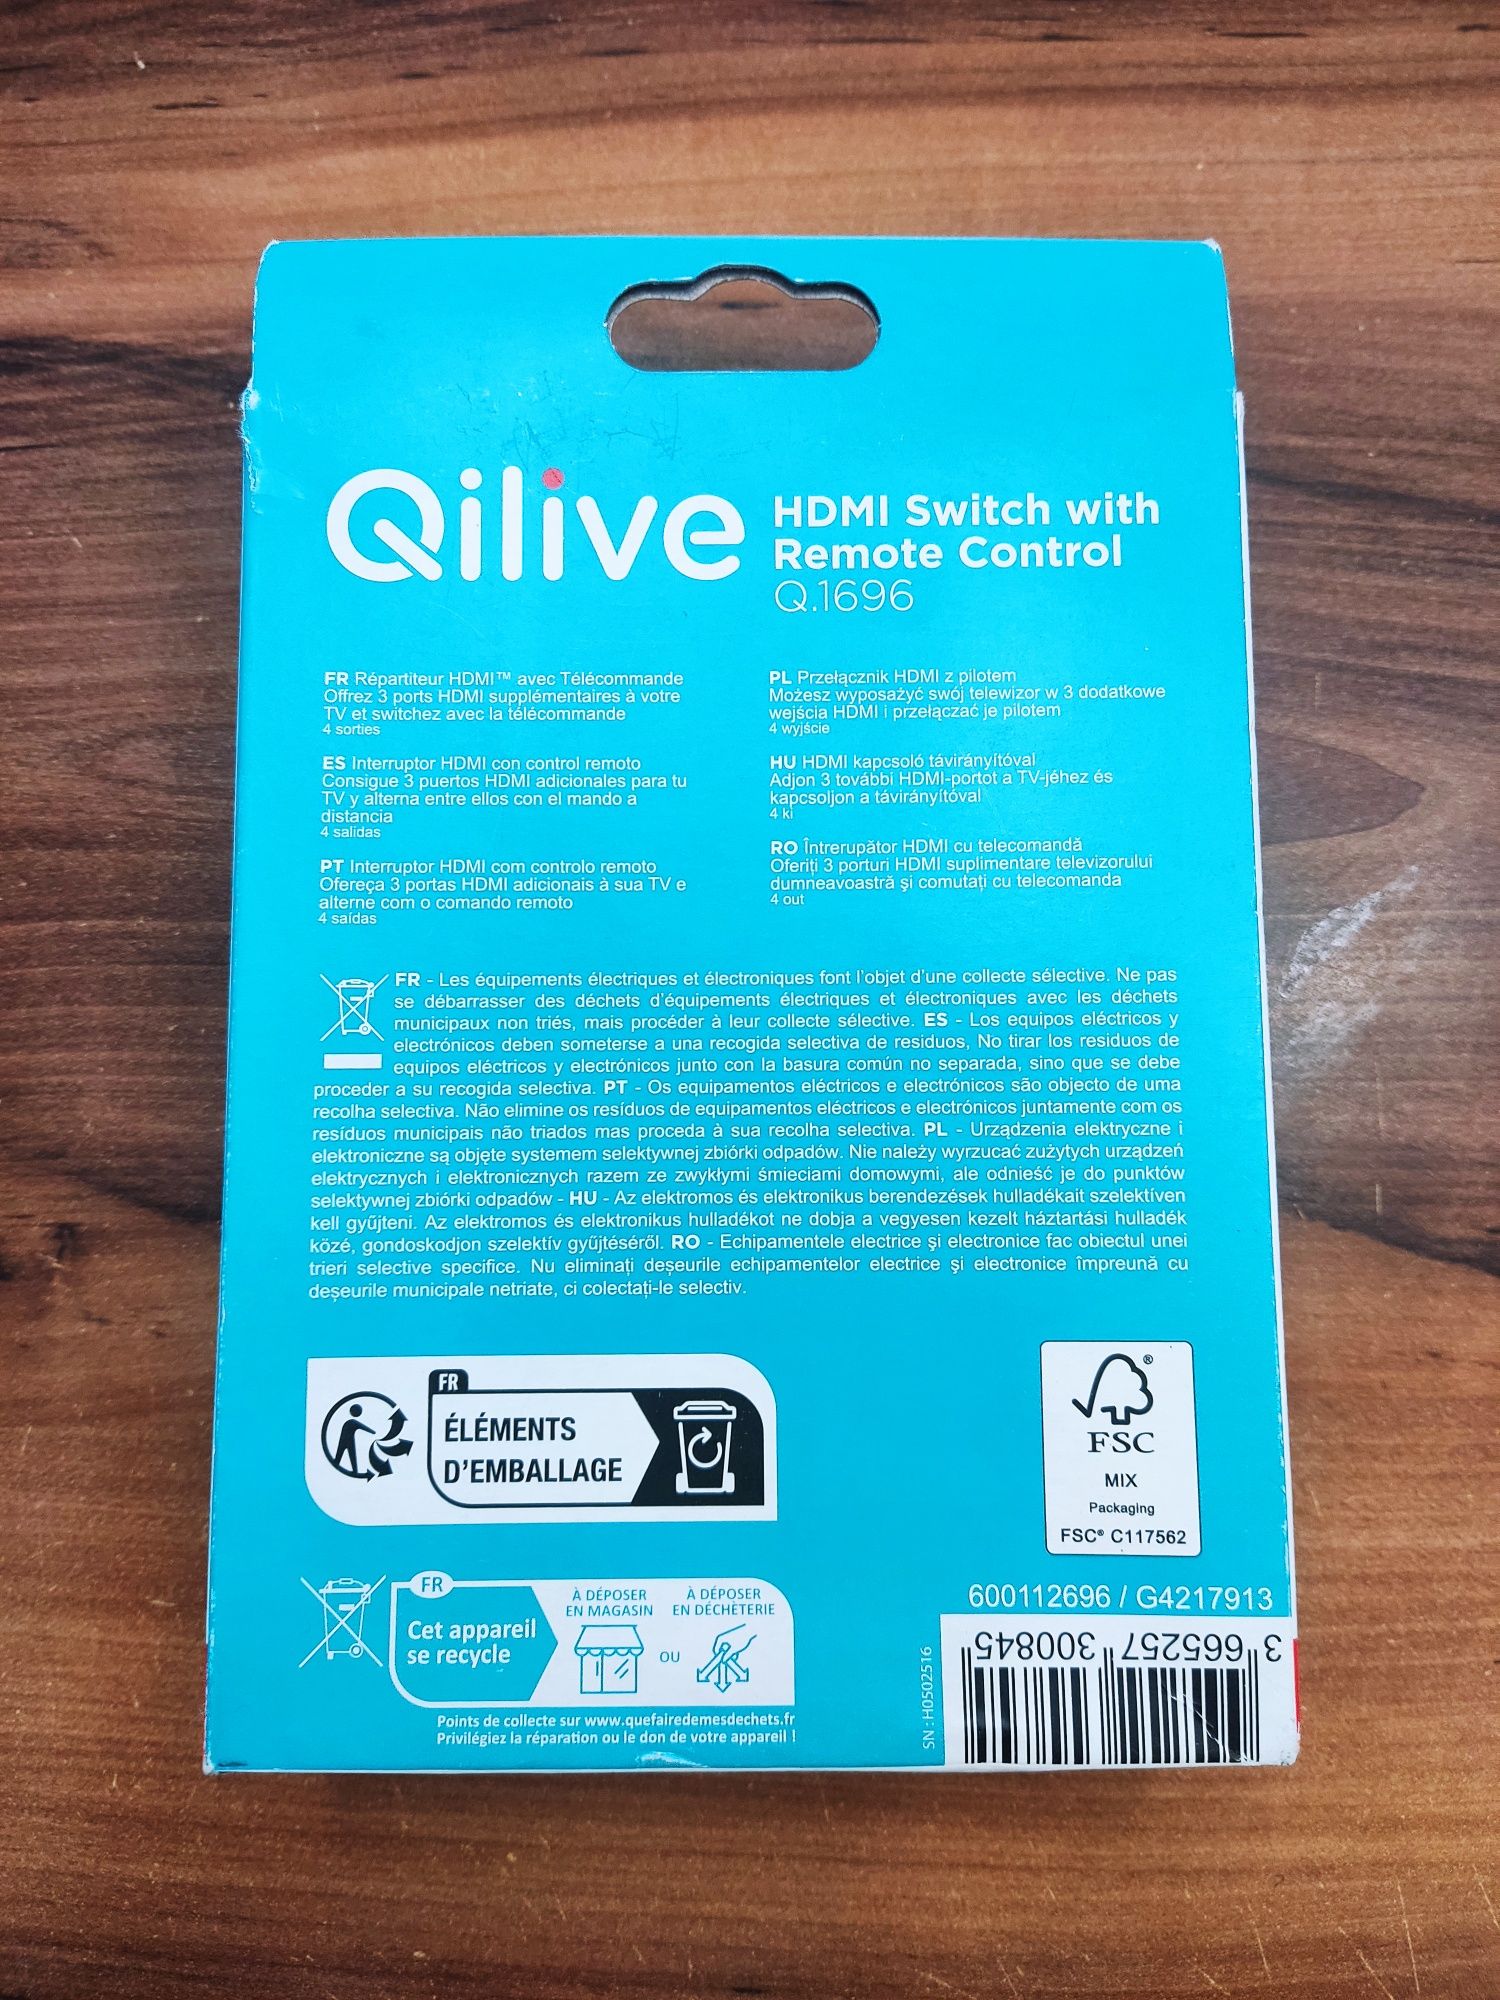 Qilive
HDMI Switch with
Remote Control
Q.1696
FR Répartiteur HDMI™ avec Télécommande
Offrez 3 ports HDMI supplémentaires à votre
TV et switchez avec la télécommande
4 sorties
ES Interruptor HDMI con control remoto
Consigue 3 puertos HDMI adicionales para tu
TV y alterna entre ellos con el mando a
distancia
4 salidas
PT Interruptor HDMI com controlo remoto
Ofereça 3 portas HDMI adicionais à sua TV e
alterne com o comando remoto
4 saídas
PL Przełącznik HDMI z pilotem
Możesz wyposażyć swój telewizor w 3 dodatkowe
wejścia HDMI i przełączać je pilotem
4 wyjście
HU HDMI kapcsoló távirányítóval
Adjon 3 további HDMI-portot a TV-jéhez és
kapcsoljon a távirányítóval
4 ki
RO Întrerupător HDMI cu telecomandă
Oferiți 3 porturi HDMI suplimentare televizorului
dumneavoastră și comutați cu telecomanda
4 out
FR - Les équipements électriques et électroniques font l'objet d'une collecte sélective. Ne pas
se débarrasser des déchets d'équipements électriques et électroniques avec les déchets
municipaux non triés, mais procéder à leur collecte sélective. ES - Los equipos eléctricos y
electrónicos deben someterse a una recogida selectiva de residuos, No tirar los residuos de
equipos eléctricos y electrónicos junto con la basura común no separada, sino que se debe
proceder a su recogida selectiva. PT - Os equipamentos eléctricos e electrónicos são objecto de uma
recolha selectiva. Não elimine os resíduos de equipamentos eléctricos e electrónicos juntamente com os
resíduos municipais não triados mas proceda à sua recolha selectiva. PL - Urządzenia elektryczne i
elektroniczne są objęte systemem selektywnej zbiórki odpadów. Nie należy wyrzucać zużytych urządzeń
elektrycznych i elektronicznych razem ze zwykłymi śmieciami domowymi, ale odnieść je do punktów
selektywnej zbiórki odpadów - HU - Az elektromos és elektronikus berendezések hulladékait szelektíven
kell gyűjteni. Az elektromos és elektronikus hulladékot ne dobja a vegyesen kezelt háztartási hulladék
közé, gondoskodjon szelektív gyűjtéséről. RO - Echipamentele electrice și electronice fac obiectul unei
trieri selective specifice. Nu eliminați deșeurile echipamentelor electrice și electronice împreună cu
deșeurile municipale netriate, ci colectați-le selectiv.
FR
ÉLÉMENTS
D'EMBALLAGE
®
FSC
MIX
Packaging
FSC® C117562
FR
Cet appareil
se recycle
À DÉPOSER
EN MAGASIN
OU
À DÉPOSER
EN DÉCHÈTERIE
Points de collecte sur www.quefairedemesdechets.fr
Privilégiez la réparation ou le don de votre appareil !
600112696 / G4217913
SN : H0502516
3 665257 300845